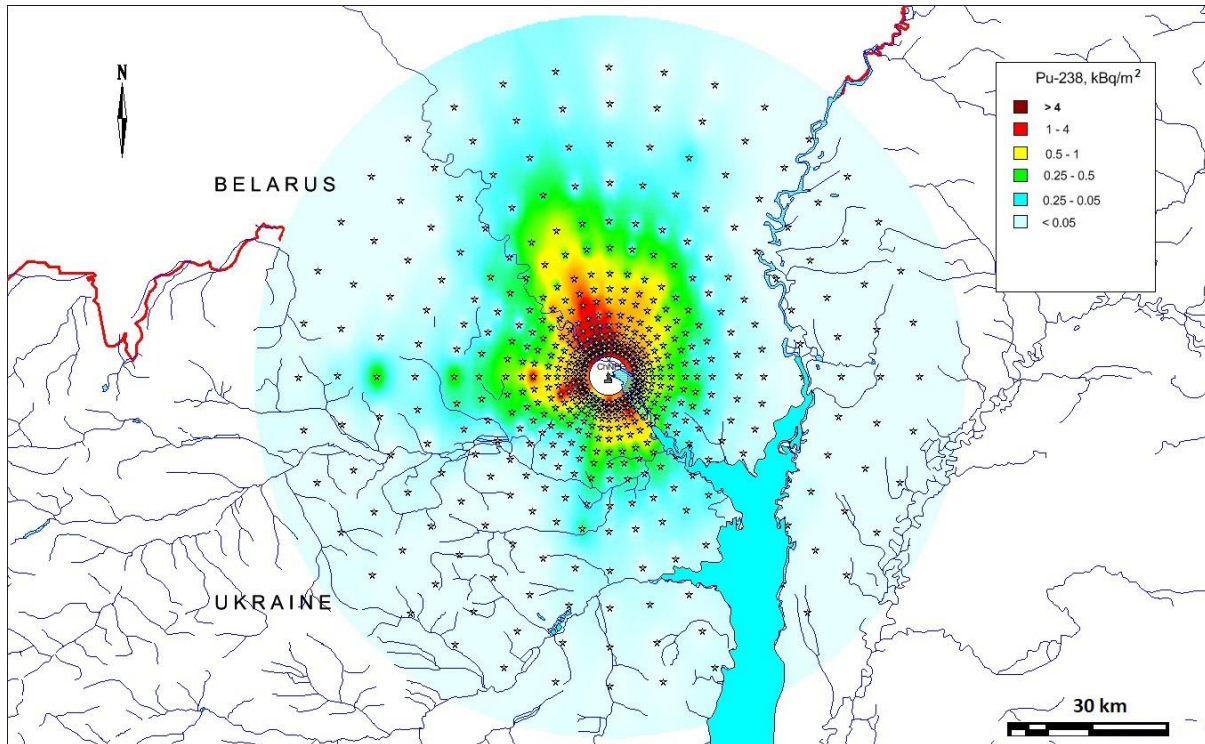 N
BELARUS
UKRAINE
Pu-238, kBq/m²
> 4
1 - 4
0.5 - 1
0.25 - 0.5
0.25 - 0.05
< 0.05
30 km